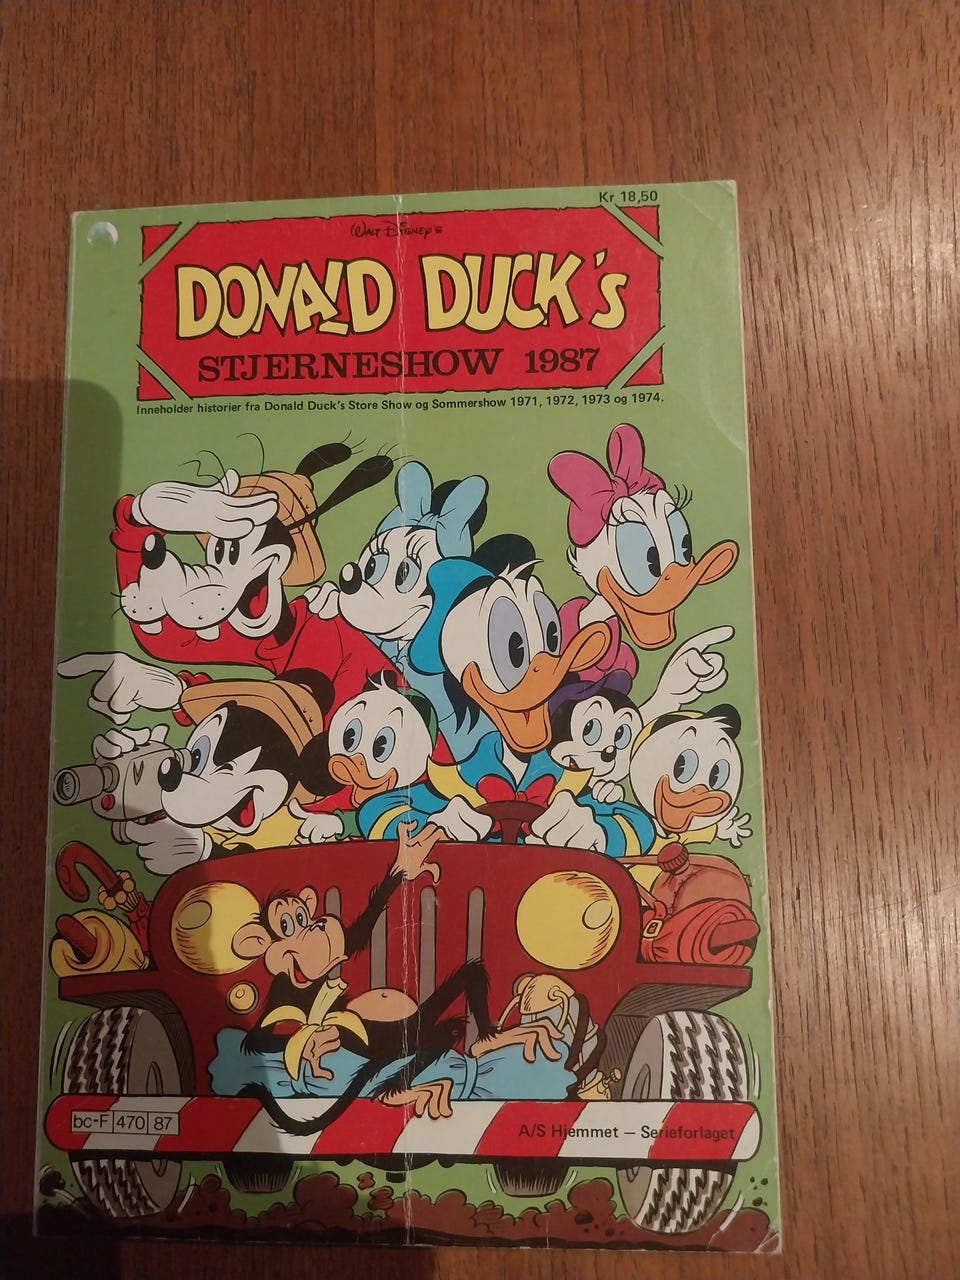 Kr 18,50
Walt Disney's
DONALD DUCK's
STJERNESHOW 1987
Inneholder historier fra Donald Duck's Store Show og Sommershow 1971, 1972, 1973 og 1974.
bc-F 470 87
A/S Hjemmet – Serieforlaget